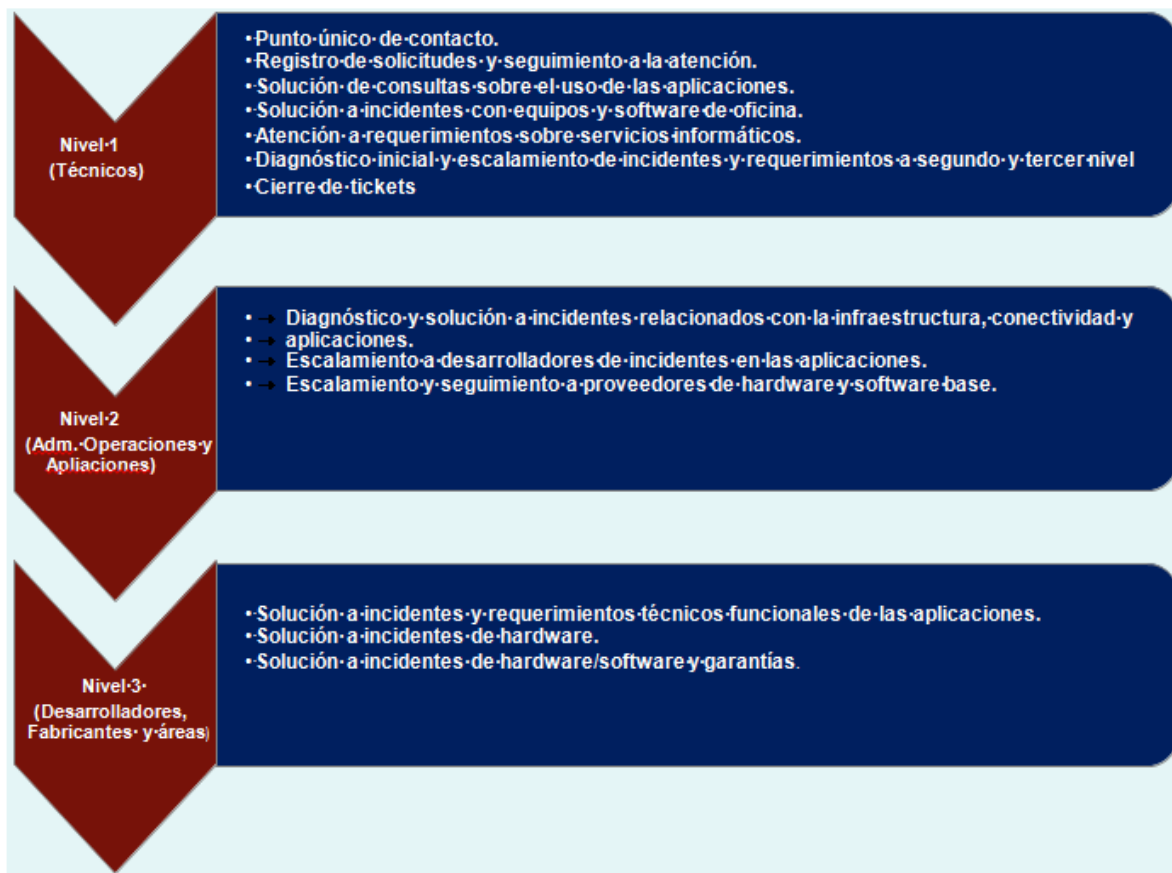 Nivel 1
(Técnicos)
• Punto único de contacto.
• Registro de solicitudes y seguimiento a la atención.
• Solución de consultas sobre el uso de las aplicaciones.
• Solución a incidentes con equipos y software de oficina.
• Atención a requerimientos sobre servicios informáticos.
• Diagnóstico inicial y escalamiento de incidentes y requerimientos a segundo y tercer nivel
• Cierre de tickets
Nivel 2
(Adm. Operaciones y
Apliaciones)
• → Diagnóstico y solución a incidentes relacionados con la infraestructura, conectividad y
• → aplicaciones.
• → Escalamiento a desarrolladores de incidentes en las aplicaciones.
• → Escalamiento y seguimiento a proveedores de hardware y software base.
Nivel 3
(Desarrolladores,
Fabricantes y áreas)
• Solución a incidentes y requerimientos técnicos funcionales de las aplicaciones.
• Solución a incidentes de hardware.
• Solución a incidentes de hardware/software y garantías.